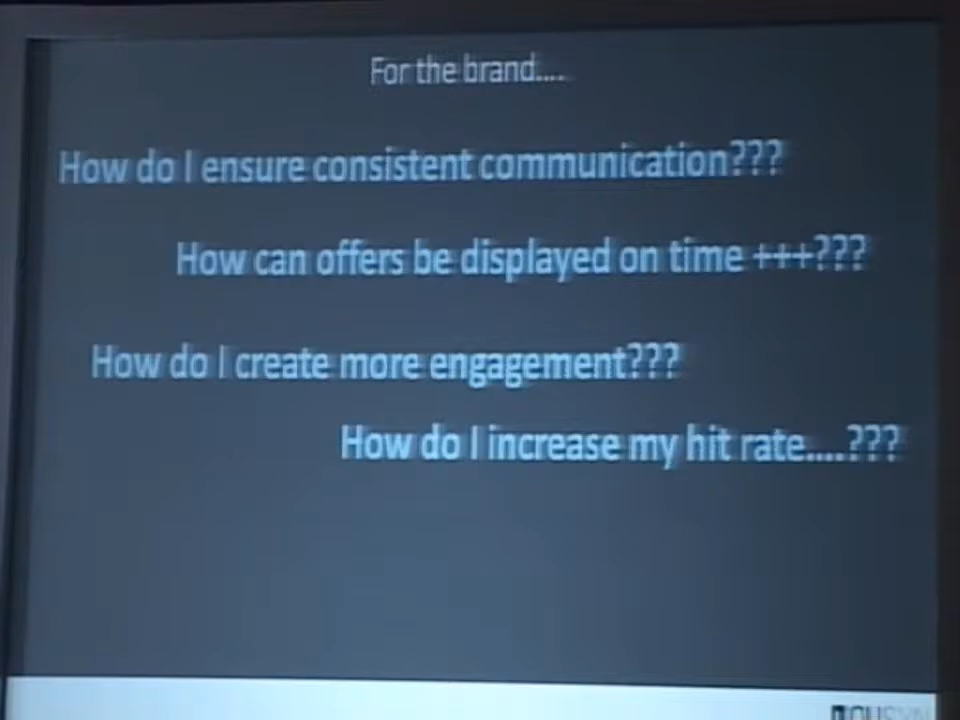 For the brand....
How do I ensure consistent communication???
How can offers be displayed on time +++???
How do I create more engagement???
How do I increase my hit rate....???